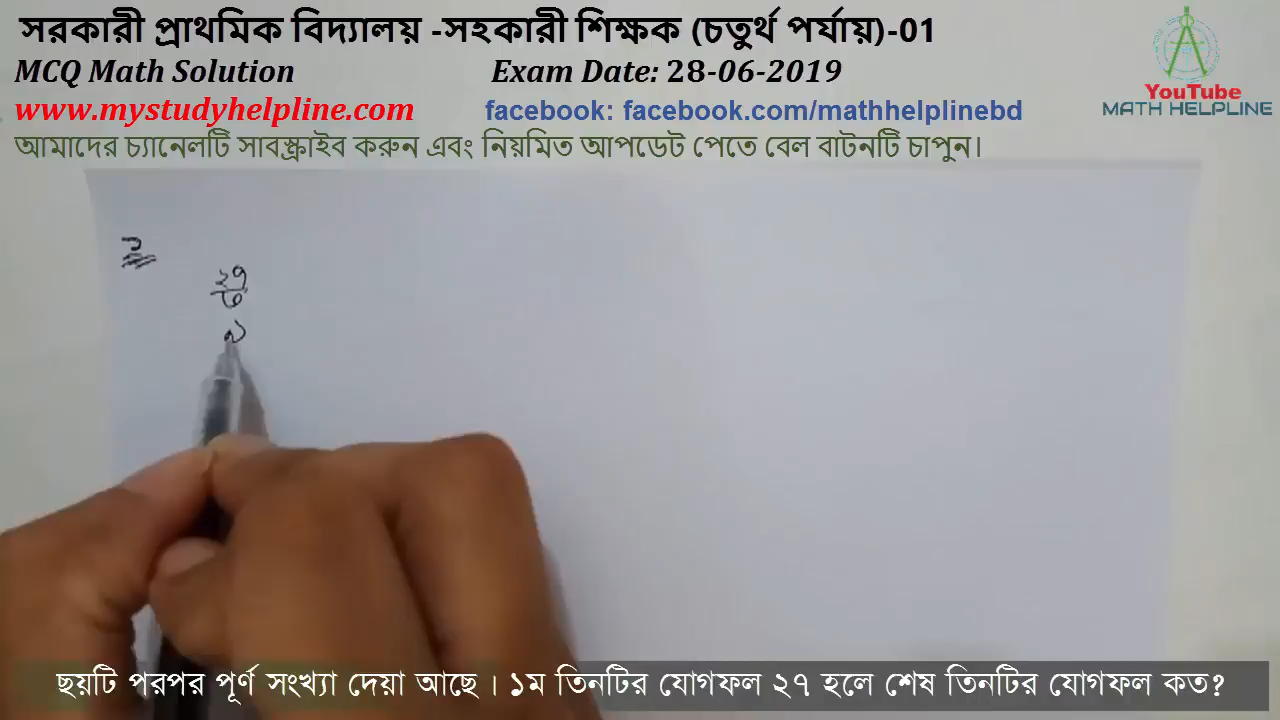 সরকারী প্রাথমিক বিদ্যালয় -সহকারী শিক্ষক (চতুর্থ পর্যায়)-01
MCQ Math Solution Exam Date: 28-06-2019
www.mystudyhelpline.com facebook: facebook.com/mathhelplinebd
আমাদের চ্যানেলটি সাবস্ক্রাইব করুন এবং নিয়মিত আপডেট পেতে বেল বাটনটি চাপুন।
YouTube
MATH HELPLINE
২৭
৩
ছয়টি পরপর পূর্ণ সংখ্যা দেয়া আছে। ১ম তিনটির যোগফল ২৭ হলে শেষ তিনটির যোগফল কত?